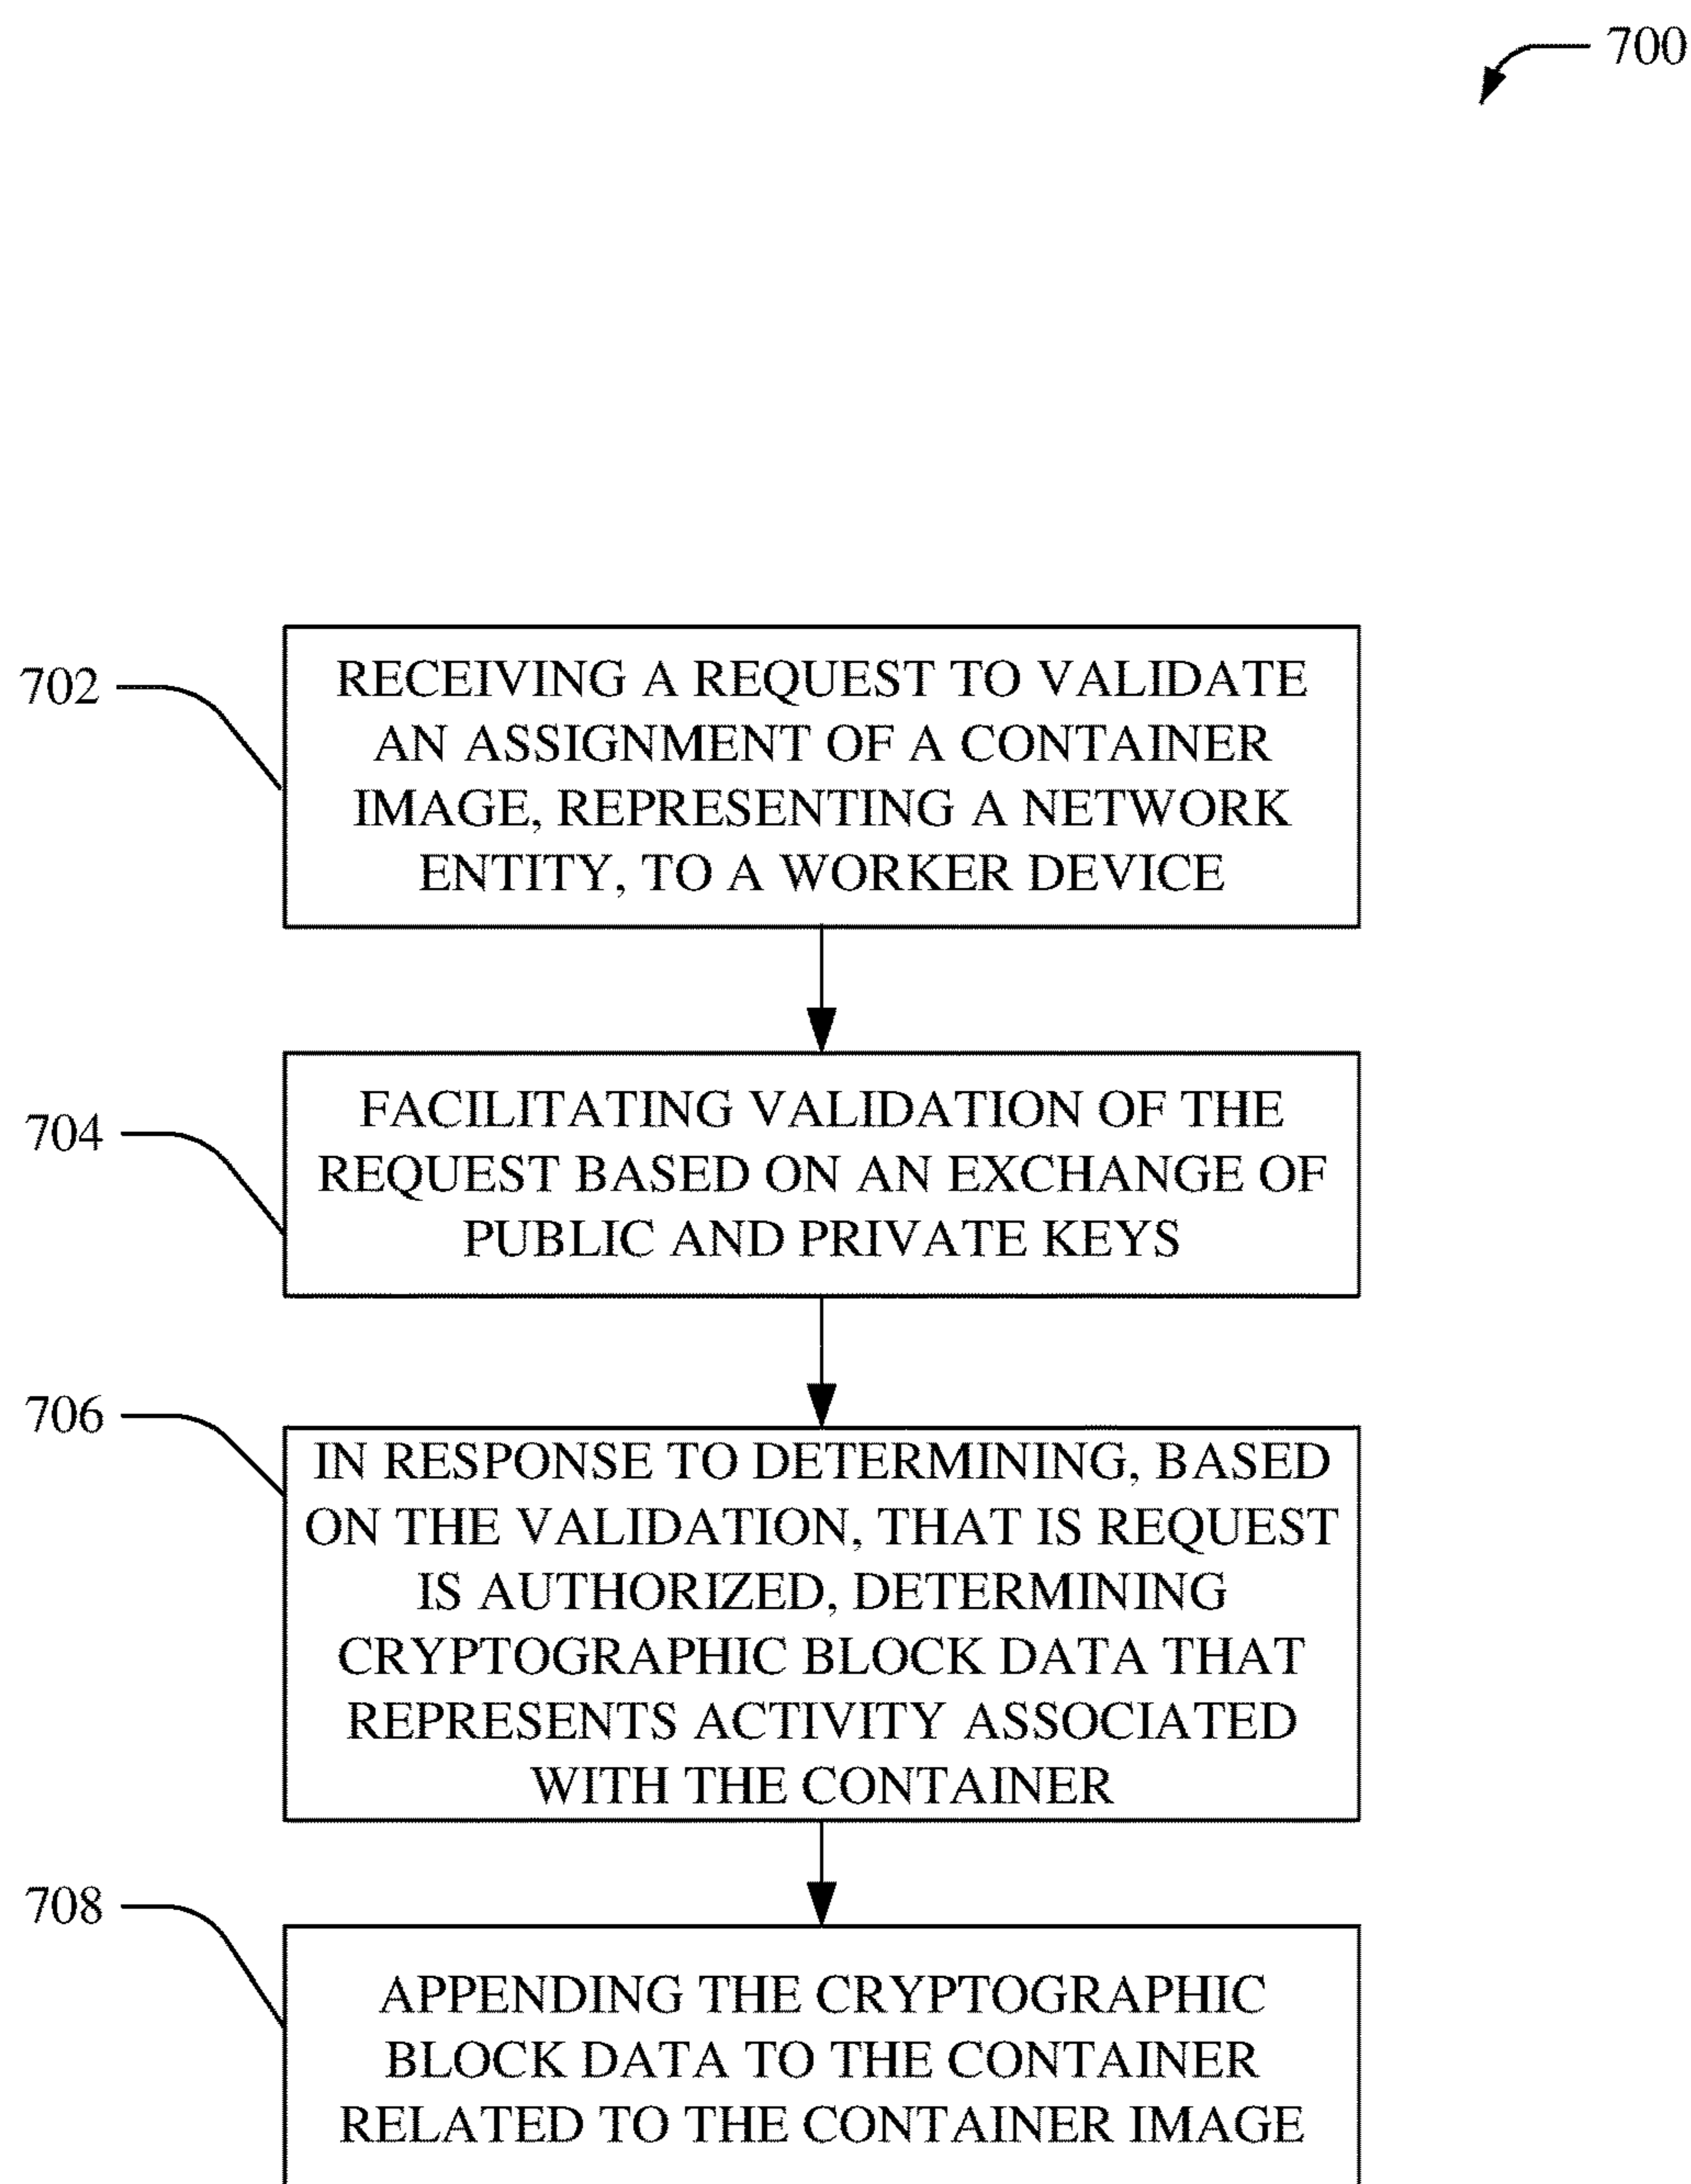 700
702
RECEIVING A REQUEST TO VALIDATE
AN ASSIGNMENT OF A CONTAINER
IMAGE, REPRESENTING A NETWORK
ENTITY, TO A WORKER DEVICE
704
FACILITATING VALIDATION OF THE
REQUEST BASED ON AN EXCHANGE OF
PUBLIC AND PRIVATE KEYS
706
IN RESPONSE TO DETERMINING, BASED
ON THE VALIDATION, THAT IS REQUEST
IS AUTHORIZED, DETERMINING
CRYPTOGRAPHIC BLOCK DATA THAT
REPRESENTS ACTIVITY ASSOCIATED
WITH THE CONTAINER
708
APPENDING THE CRYPTOGRAPHIC
BLOCK DATA TO THE CONTAINER
RELATED TO THE CONTAINER IMAGE